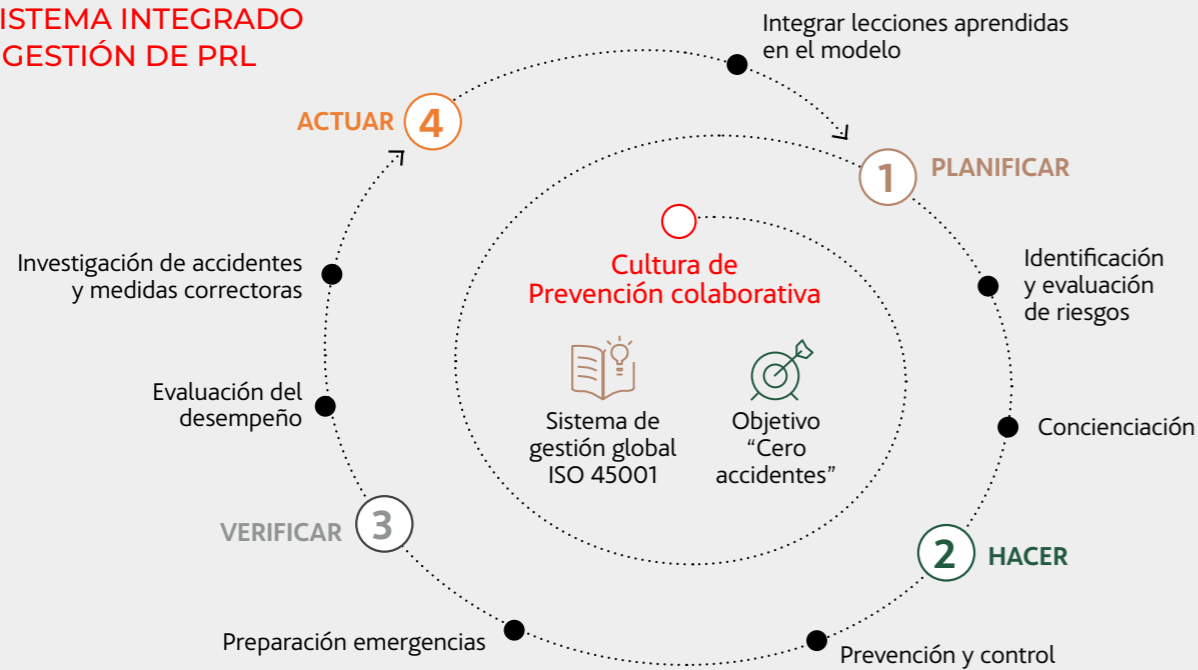 ISTEMA INTEGRADO
GESTIÓN DE PRL
Integrar lecciones aprendidas
en el modelo
ACTUAR 4
1 PLANIFICAR
Cultura de
Prevención colaborativa
Identificación
y evaluación
de riesgos
Investigación de accidentes
y medidas correctoras
Evaluación del
desempeño
Sistema de
gestión global
ISO 45001
Objetivo
“Cero
accidentes”
Concienciación
VERIFICAR 3
2 HACER
Preparación emergencias
Prevención y control